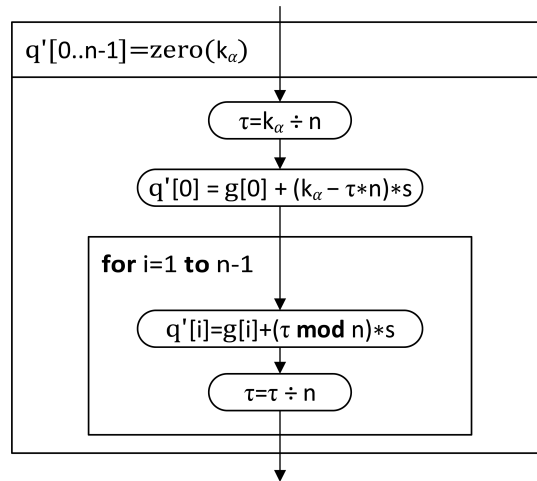 q'[0..n-1]=zero(kα)
τ=kα ÷ n
q'[0] = g[0] + (kα − τ*n)*s
for i=1 to n-1
q'[i]=g[i]+(τ mod n)*s
τ=τ ÷ n